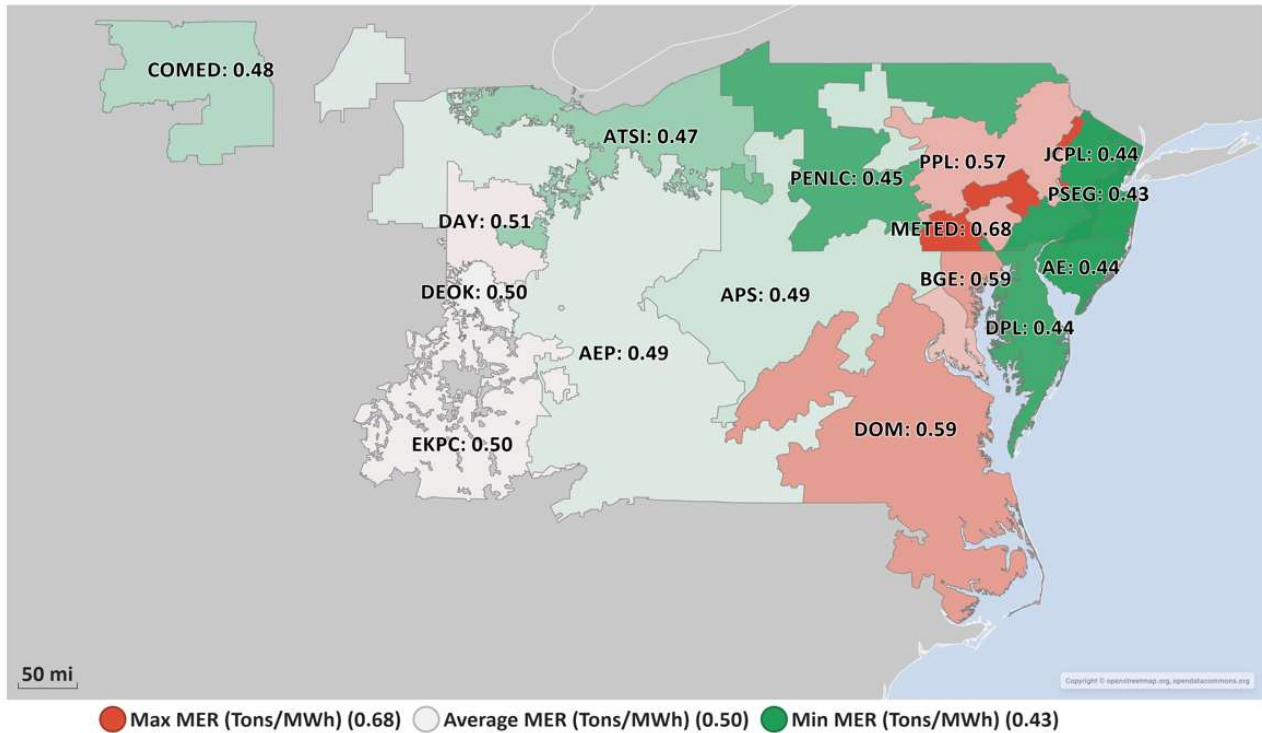 COMED: 0.48
ATSI: 0.47
PENLC: 0.45
PPL: 0.57
JCPL: 0.44
PSEG: 0.43
DAY: 0.51
METED: 0.68
AE: 0.44
BGE: 0.59
DEOK: 0.50
APS: 0.49
DPL: 0.44
AEP: 0.49
DOM: 0.59
EKPC: 0.50
50 mi
Copyright © openstreetmap.org, opendatacommons.org
Max MER (Tons/MWh) (0.68) Average MER (Tons/MWh) (0.50) Min MER (Tons/MWh) (0.43)